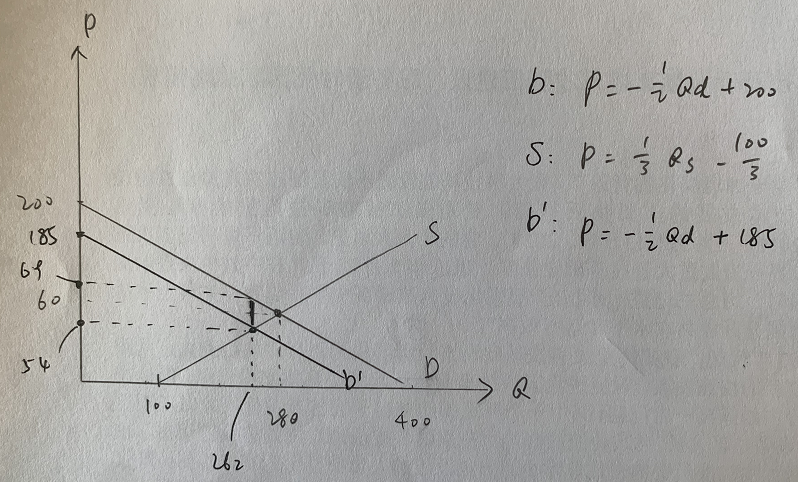 P
b: P = - 1/2 Qd + 200
S: P = 1/3 Qs - 100/3
b': P = - 1/2 Qd + 185
200
185
69
60
54
S
D
b'
Q
100
280
400
262